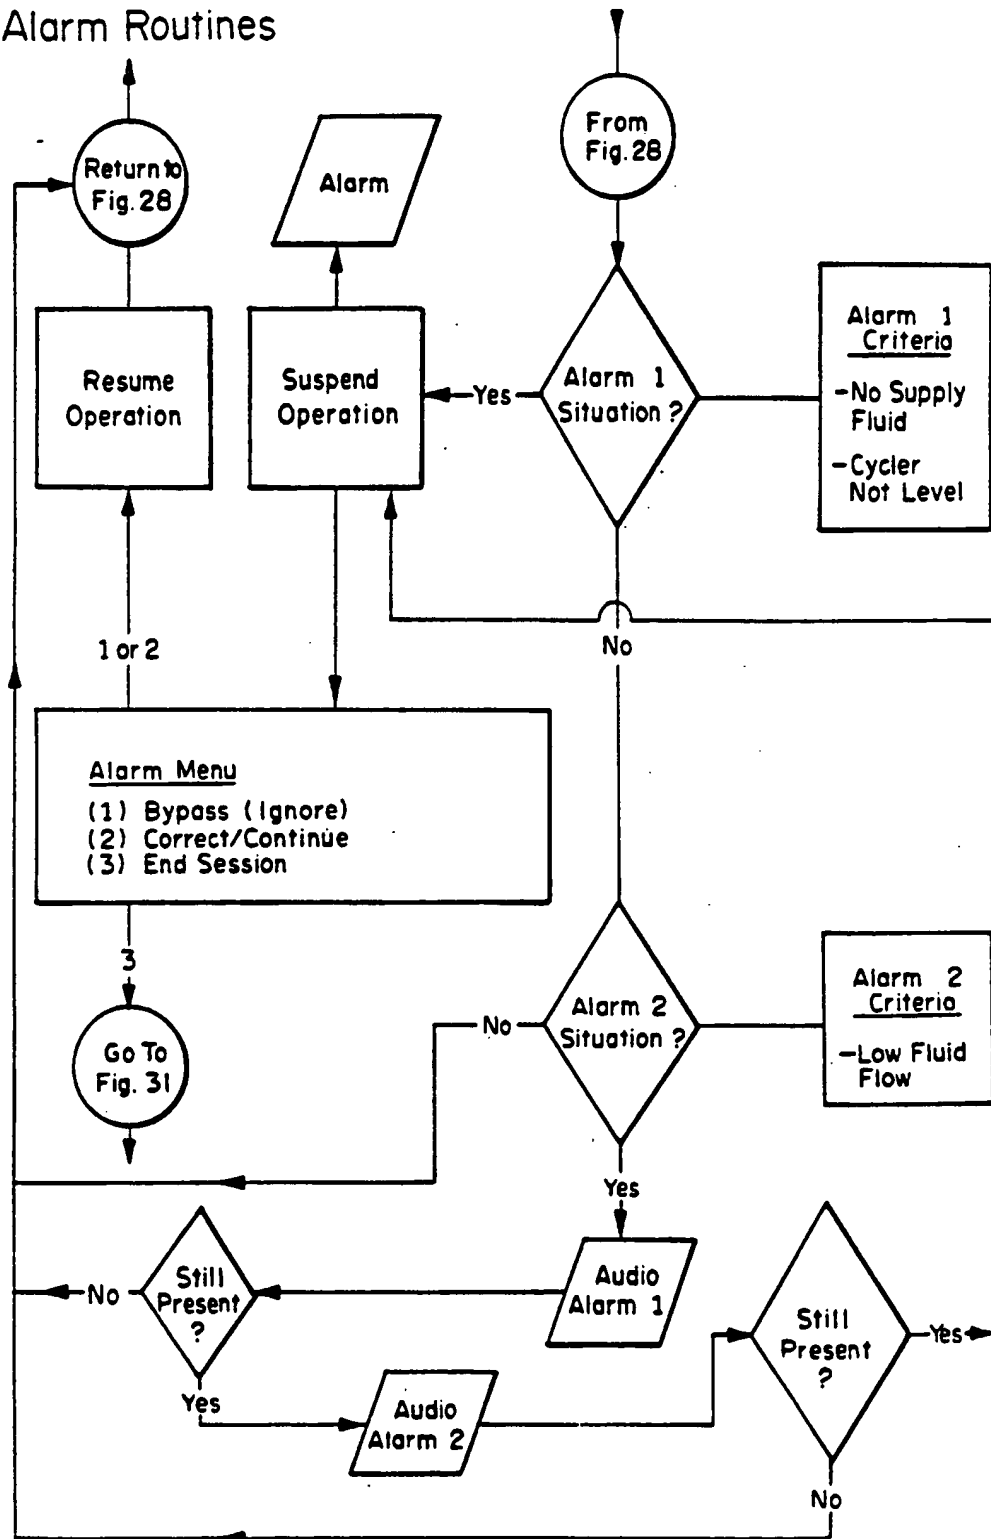 Alarm Routines
Return to
Fig. 28
Alarm
From
Fig. 28
Resume
Operation
Suspend
Operation
Yes
Alarm 1
Situation ?
Alarm 1
Criteria
-No Supply
Fluid
-Cycler
Not Level
1 or 2
No
Alarm Menu
(1) Bypass (Ignore)
(2) Correct/Continue
(3) End Session
3
Go To
Fig. 31
No
Alarm 2
Situation ?
Alarm 2
Criteria
-Low Fluid
Flow
Yes
Audio
Alarm 1
No
Still
Present
?
Yes
Audio
Alarm 2
Still
Present
?
Yes
No